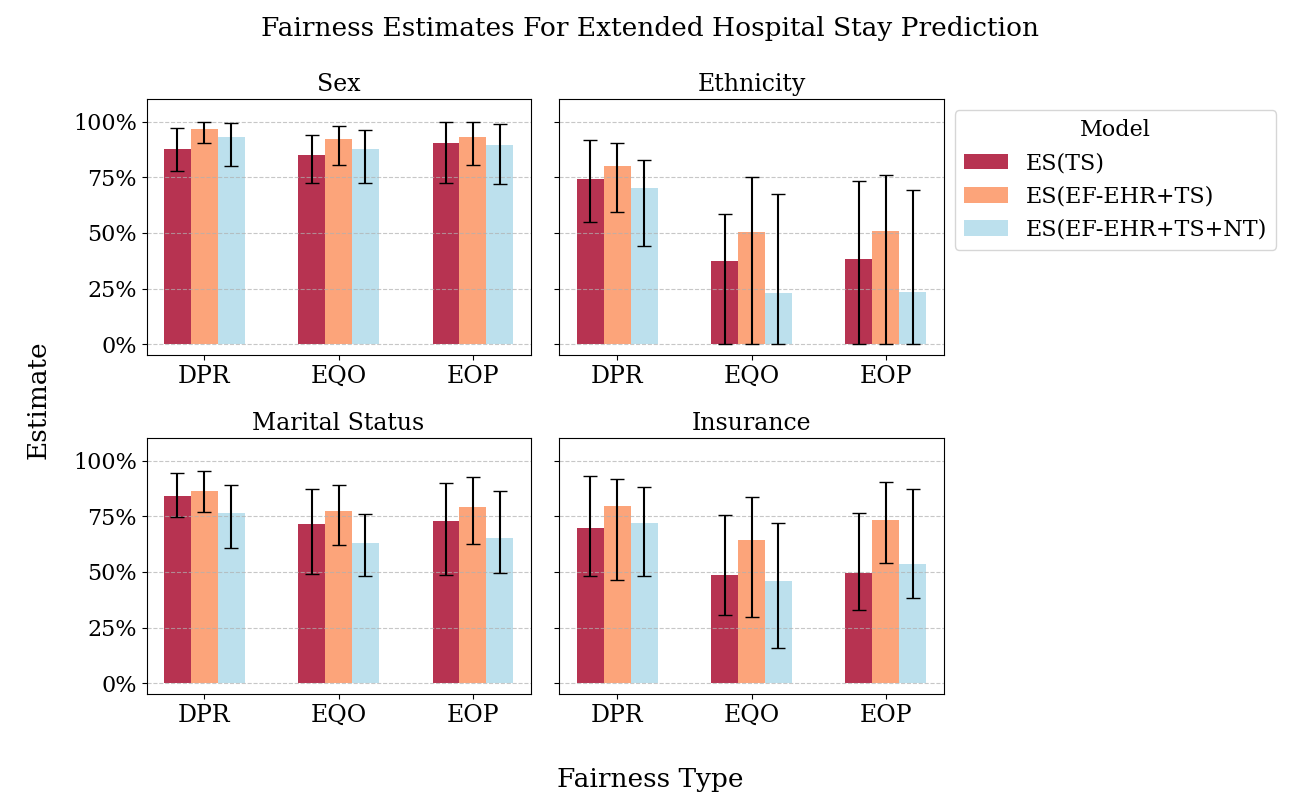 Fairness Estimates For Extended Hospital Stay Prediction
Sex
Ethnicity
100%
75%
50%
25%
0%
DPR EQO EOP
DPR EQO EOP
Model
ES(TS)
ES(EF-EHR+TS)
ES(EF-EHR+TS+NT)
Estimate
Marital Status
Insurance
100%
75%
50%
25%
0%
DPR EQO EOP
DPR EQO EOP
Fairness Type